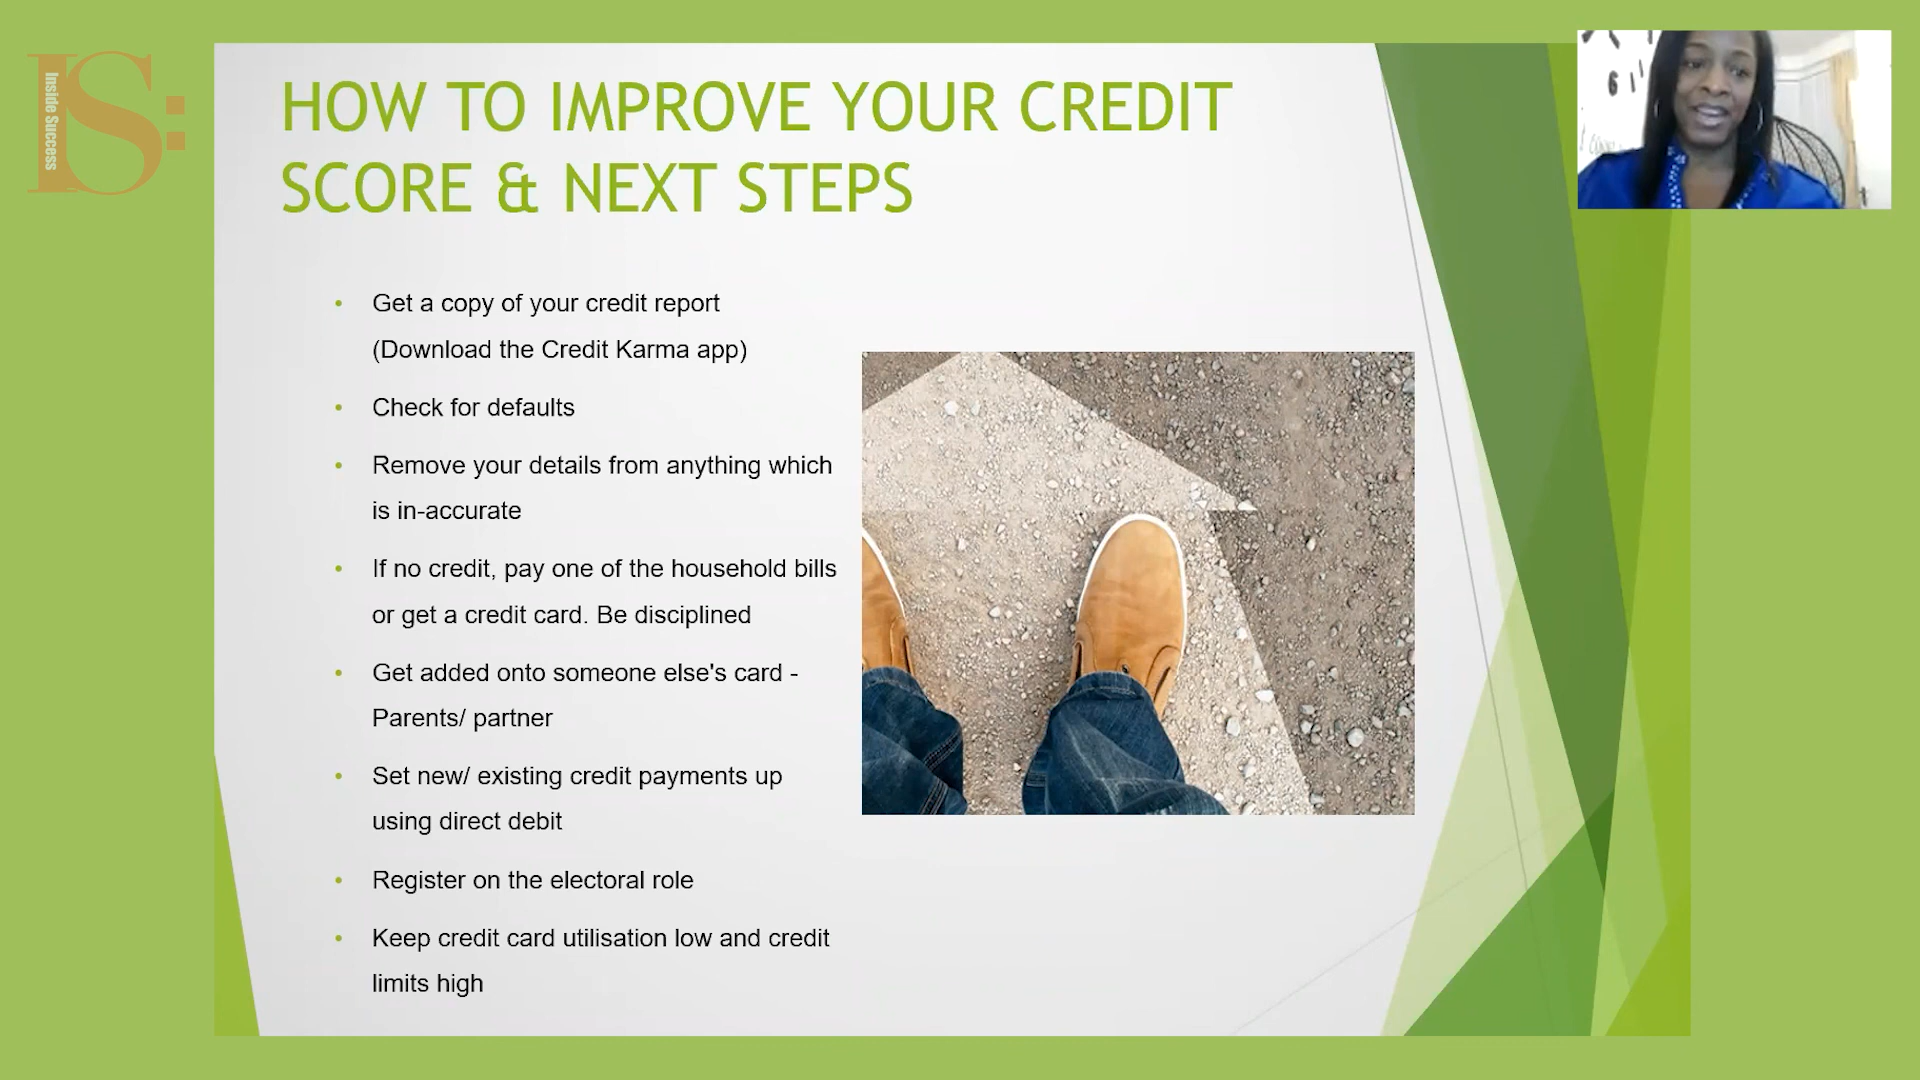 IS:
Inside Success
HOW TO IMPROVE YOUR CREDIT
SCORE & NEXT STEPS
• Get a copy of your credit report
(Download the Credit Karma app)
• Check for defaults
• Remove your details from anything which
is in-accurate
• If no credit, pay one of the household bills
or get a credit card. Be disciplined
• Get added onto someone else's card -
Parents/ partner
• Set new/ existing credit payments up
using direct debit
• Register on the electoral role
• Keep credit card utilisation low and credit
limits high